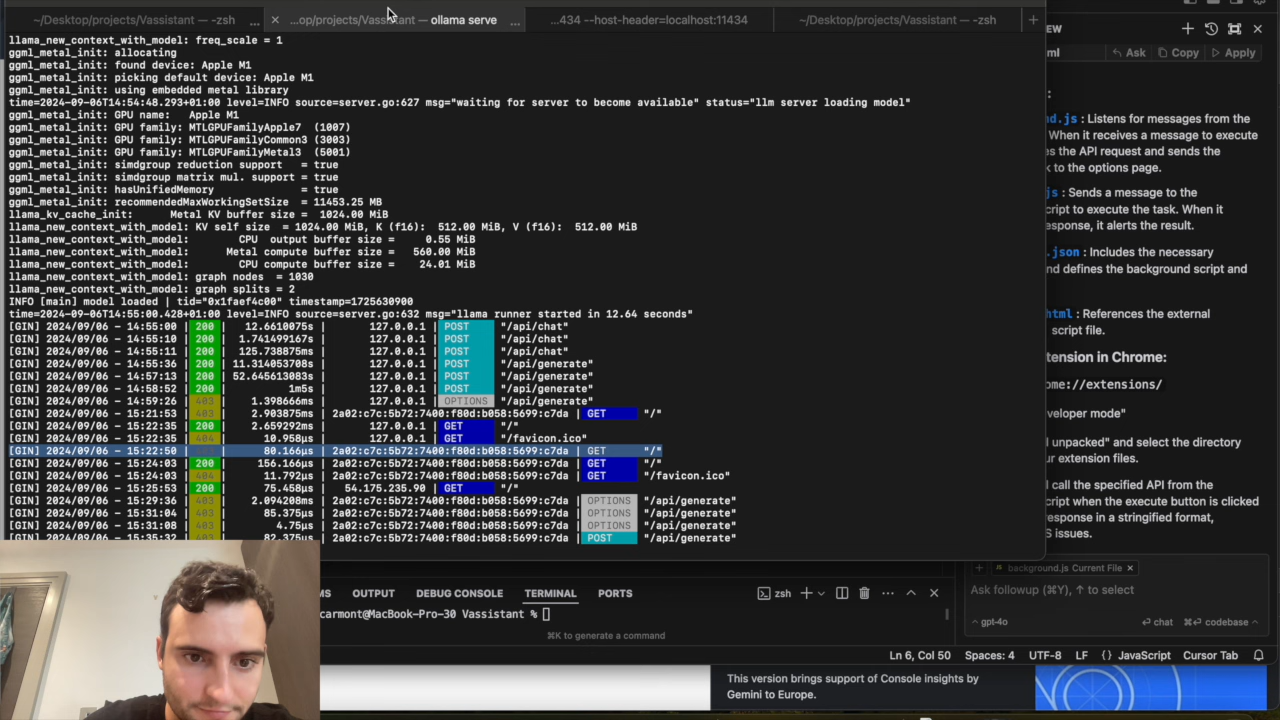 ~/Desktop/projects/Vassistant — -zsh
...op/projects/Vassistant — ollama serve
...434 --host-header=localhost:11434
~/Desktop/projects/Vassistant — -zsh
llama_new_context_with_model: freq_scale = 1
ggml_metal_init: allocating
ggml_metal_init: found device: Apple M1
ggml_metal_init: picking default device: Apple M1
ggml_metal_init: using embedded metal library
time=2024-09-06T14:54:48.293+01:00 level=INFO source=server.go:627 msg="waiting for server to become available" status="llm server loading model"
ggml_metal_init: GPU name:   Apple M1
ggml_metal_init: GPU family: MTLGPUFamilyApple7  (1007)
ggml_metal_init: GPU family: MTLGPUFamilyCommon3 (3003)
ggml_metal_init: GPU family: MTLGPUFamilyMetal3  (5001)
ggml_metal_init: simdgroup reduction support   = true
ggml_metal_init: simdgroup matrix mul. support = true
ggml_metal_init: hasUnifiedMemory              = true
ggml_metal_init: recommendedMaxWorkingSetSize  = 11453.25 MB
llama_kv_cache_init:      Metal KV buffer size =  1024.00 MiB
llama_new_context_with_model: KV self size  = 1024.00 MiB, K (f16):  512.00 MiB, V (f16):  512.00 MiB
llama_new_context_with_model:        CPU  output buffer size =     0.55 MiB
llama_new_context_with_model:      Metal compute buffer size =   560.00 MiB
llama_new_context_with_model:        CPU compute buffer size =    24.01 MiB
llama_new_context_with_model: graph nodes  = 1030
llama_new_context_with_model: graph splits = 2
INFO [main] model loaded | tid="0x1faef4c00" timestamp=1725630900
time=2024-09-06T14:55:00.428+01:00 level=INFO source=server.go:632 msg="llama runner started in 12.64 seconds"
[GIN] 2024/09/06 - 14:55:00 | 200 | 12.6610075s | 127.0.0.1 | POST "/api/chat"
[GIN] 2024/09/06 - 14:55:10 | 200 | 1.741499167s | 127.0.0.1 | POST "/api/chat"
[GIN] 2024/09/06 - 14:55:11 | 200 | 125.738875ms | 127.0.0.1 | POST "/api/chat"
[GIN] 2024/09/06 - 14:55:36 | 200 | 11.314053708s | 127.0.0.1 | POST "/api/generate"
[GIN] 2024/09/06 - 14:57:13 | 200 | 52.645613083s | 127.0.0.1 | POST "/api/generate"
[GIN] 2024/09/06 - 14:58:52 | 200 | 1m5s | 127.0.0.1 | POST "/api/generate"
[GIN] 2024/09/06 - 14:59:26 | 403 | 1.398666ms | 127.0.0.1 | OPTIONS "/api/generate"
[GIN] 2024/09/06 - 15:21:53 | 403 | 2.903875ms | 2a02:c7c:5b72:7400:f80d:b058:5699:c7da | GET "/"
[GIN] 2024/09/06 - 15:22:35 | 200 | 2.659292ms | 127.0.0.1 | GET "/"
[GIN] 2024/09/06 - 15:22:35 | 404 | 10.958µs | 127.0.0.1 | GET "/favicon.ico"
[GIN] 2024/09/06 - 15:22:50 | 80.166µs | 2a02:c7c:5b72:7400:f80d:b058:5699:c7da | GET "/"
[GIN] 2024/09/06 - 15:24:03 | 200 | 156.166µs | 2a02:c7c:5b72:7400:f80d:b058:5699:c7da | GET "/"
[GIN] 2024/09/06 - 15:24:03 | 404 | 11.792µs | 2a02:c7c:5b72:7400:f80d:b058:5699:c7da | GET "/favicon.ico"
[GIN] 2024/09/06 - 15:25:53 | 200 | 75.458µs | 54.175.235.90 | GET "/"
[GIN] 2024/09/06 - 15:29:36 | 403 | 2.094208ms | 2a02:c7c:5b72:7400:f80d:b058:5699:c7da | OPTIONS "/api/generate"
[GIN] 2024/09/06 - 15:31:04 | 403 | 85.375µs | 2a02:c7c:5b72:7400:f80d:b058:5699:c7da | OPTIONS "/api/generate"
[GIN] 2024/09/06 - 15:31:08 | 403 | 4.75µs | 2a02:c7c:5b72:7400:f80d:b058:5699:c7da | OPTIONS "/api/generate"
[GIN] 2024/09/06 - 15:35:32 | 403 | 82.375µs | 2a02:c7c:5b72:7400:f80d:b058:5699:c7da | POST "/api/generate"
EW
ml Ask Copy Apply
:
nd.js : Listens for messages from the
When it receives a message to execute
es the API request and sends the
k to the options page.
js : Sends a message to the
cript to execute the task. When it
esponse, it alerts the result.
.json : Includes the necessary
nd defines the background script and
html : References the external
script file.
tension in Chrome:
ome://extensions/
veloper mode"
d unpacked" and select the directory
ur extension files.
d call the specified API from the
cript when the execute button is clicked
response in a stringified format,
S issues.
background.js Current File
Ask followup (⌘Y), ↑ to select
gpt-4o chat codebase
MS OUTPUT DEBUG CONSOLE TERMINAL PORTS zsh
carmont@MacBook-Pro-30 Vassistant %
⌘K to generate a command
Ln 6, Col 50 Spaces: 4 UTF-8 LF {} JavaScript Cursor Tab
This version brings support of Console insights by
Gemini to Europe.